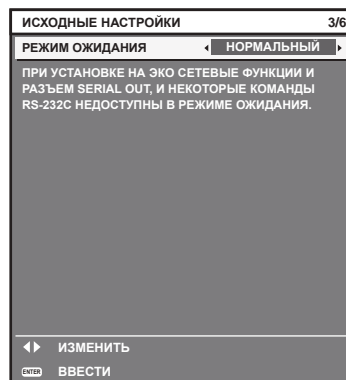 ИСХОДНЫЕ НАСТРОЙКИ 3/6
РЕЖИМ ОЖИДАНИЯ НОРМАЛЬНЫЙ
ПРИ УСТАНОВКЕ НА ЭКО СЕТЕВЫЕ ФУНКЦИИ И
РАЗЪЕМ SERIAL OUT, И НЕКОТОРЫЕ КОМАНДЫ
RS-232C НЕДОСТУПНЫ В РЕЖИМЕ ОЖИДАНИЯ.
ИЗМЕНИТЬ
ENTER ВВЕСТИ